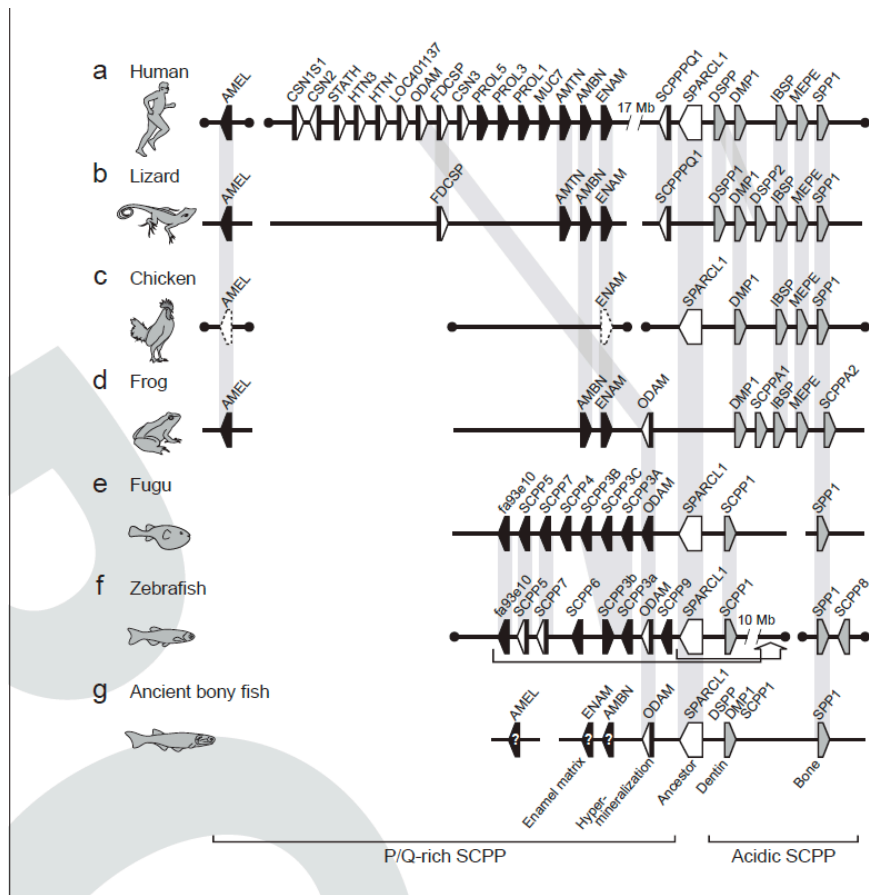 a Human
AMEL
CSN1S1
CSN2
STATH
HTN3
HTN1
LOC401137
ODAM
FDCSP
CSN3
PROL5
PROL3
PROL1
MUC7
AMTN
AMBN
ENAM
17 Mb
SCPPPQ1
SPARCL1
DSPP
DMP1
IBSP
MEPE
SPP1
b Lizard
AMEL
FDCSP
AMTN
AMBN
ENAM
SCPPPQ1
DSPP1
DMP1
DSPP2
IBSP
MEPE
SPP1
c Chicken
AMEL
ENAM
SPARCL1
DMP1
IBSP
MEPE
SPP1
d Frog
AMEL
AMBN
ENAM
ODAM
DMP1
SCPPA1
IBSP
MEPE
SCPPA2
e Fugu
fa93e10
SCPP5
SCPP7
SCPP4
SCPP3B
SCPP3C
SCPP3A
ODAM
SPARCL1
SCPP1
SPP1
f Zebrafish
fa93e10
SCPP5
SCPP7
SCPP6
SCPP3b
SCPP3a
ODAM
SCPP9
SPARCL1
SCPP1
10 Mb
SPP1
SCPP8
g Ancient bony fish
AMEL
ENAM
AMBN
ODAM
SPARCL1
DSPP
DMP1
SCPP1
SPP1
?
?
?
Enamel matrix
Hyper-
mineralization
Ancestor
Dentin
Bone
P/Q-rich SCPP
Acidic SCPP